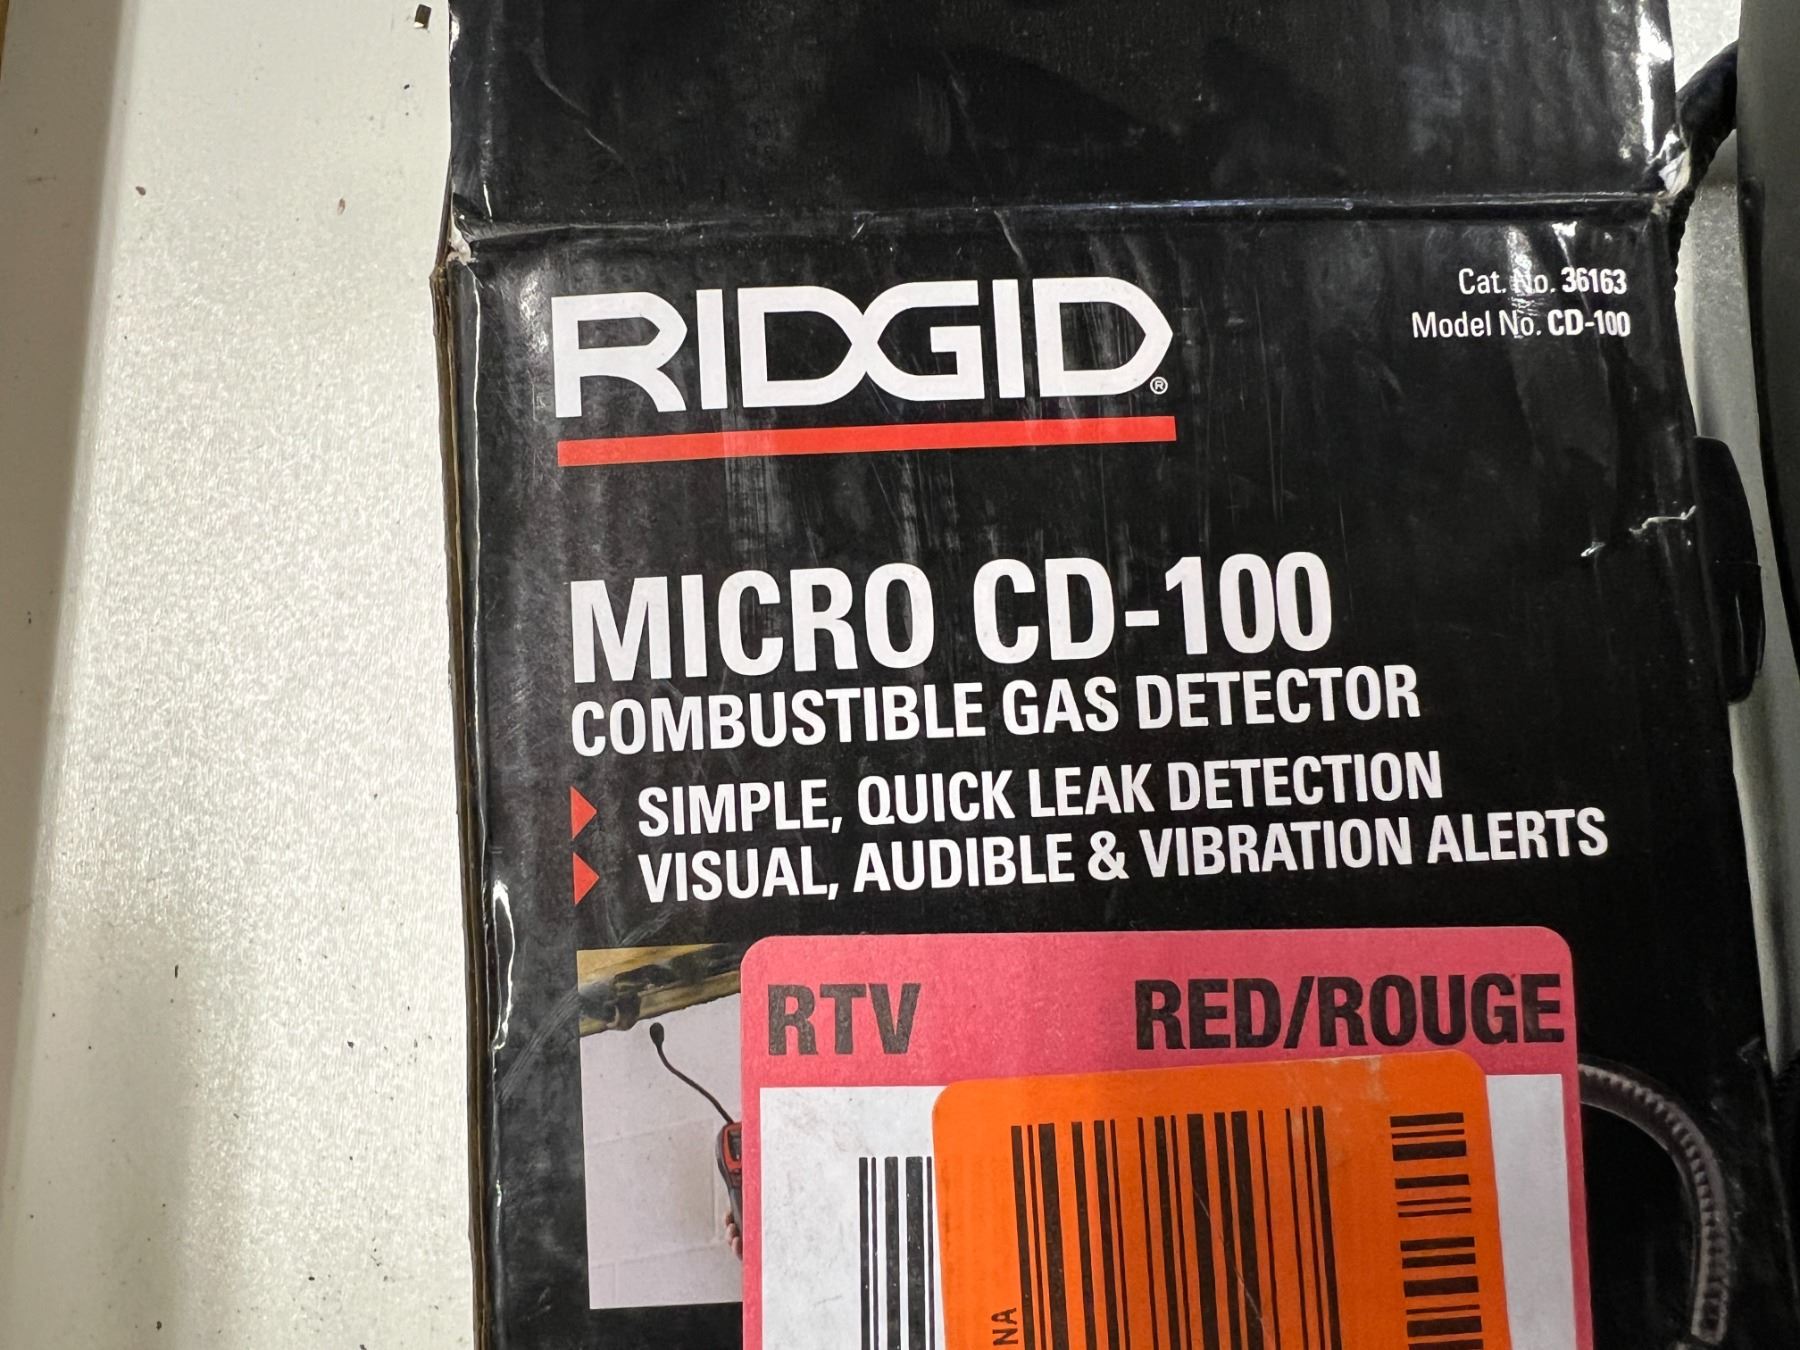 RIDGID®
Cat. No. 36163
Model No. CD-100
MICRO CD-100
COMBUSTIBLE GAS DETECTOR
SIMPLE, QUICK LEAK DETECTION
VISUAL, AUDIBLE & VIBRATION ALERTS
RTV RED/ROUGE
NA